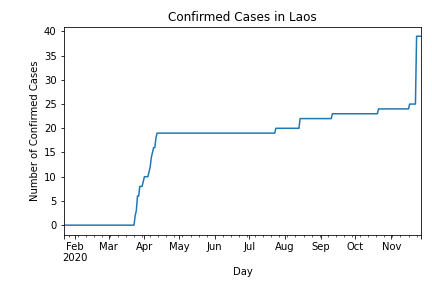 Confirmed Cases in Laos
40
35
30
25
20
15
10
5
0
Number of Confirmed Cases
Feb Mar Apr May Jun Jul Aug Sep Oct Nov
2020
Day